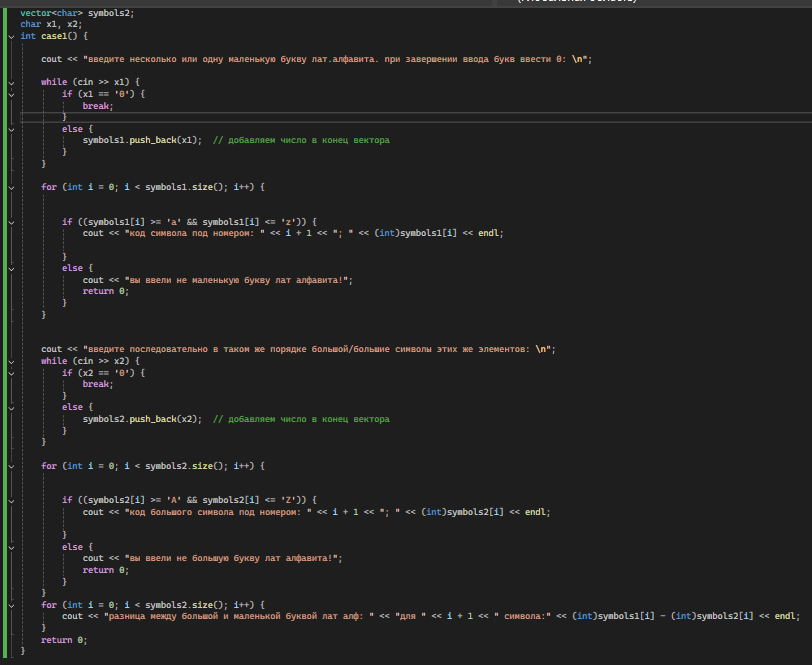 vector<char> symbols2;
char x1, x2;
int case1() {
cout << "введите несколько или одну маленькую букву лат.алфавита. при завершении ввода букв ввести 0: \n";
while (cin >> x1) {
if (x1 == '0') {
break;
}
else {
symbols1.push_back(x1); // добавляем число в конец вектора
}
}
for (int i = 0; i < symbols1.size(); i++) {
if ((symbols1[i] >= 'a' && symbols1[i] <= 'z')) {
cout << "код символа под номером: " << i + 1 << "; " << (int)symbols1[i] << endl;
}
else {
cout << "вы ввели не маленькую букву лат алфавита!";
return 0;
}
}
cout << "введите последовательно в таком же порядке большой/большие символы этих же элементов: \n";
while (cin >> x2) {
if (x2 == '0') {
break;
}
else {
symbols2.push_back(x2); // добавляем число в конец вектора
}
}
for (int i = 0; i < symbols2.size(); i++) {
if ((symbols2[i] >= 'A' && symbols2[i] <= 'Z')) {
cout << "код большого символа под номером: " << i + 1 << "; " << (int)symbols2[i] << endl;
}
else {
cout << "вы ввели не большую букву лат алфавита!";
return 0;
}
}
for (int i = 0; i < symbols2.size(); i++) {
cout << "разница между большой и маленькой буквой лат алф: " << "для " << i + 1 << " символа:" << (int)symbols1[i] - (int)symbols2[i] << endl;
}
return 0;
}